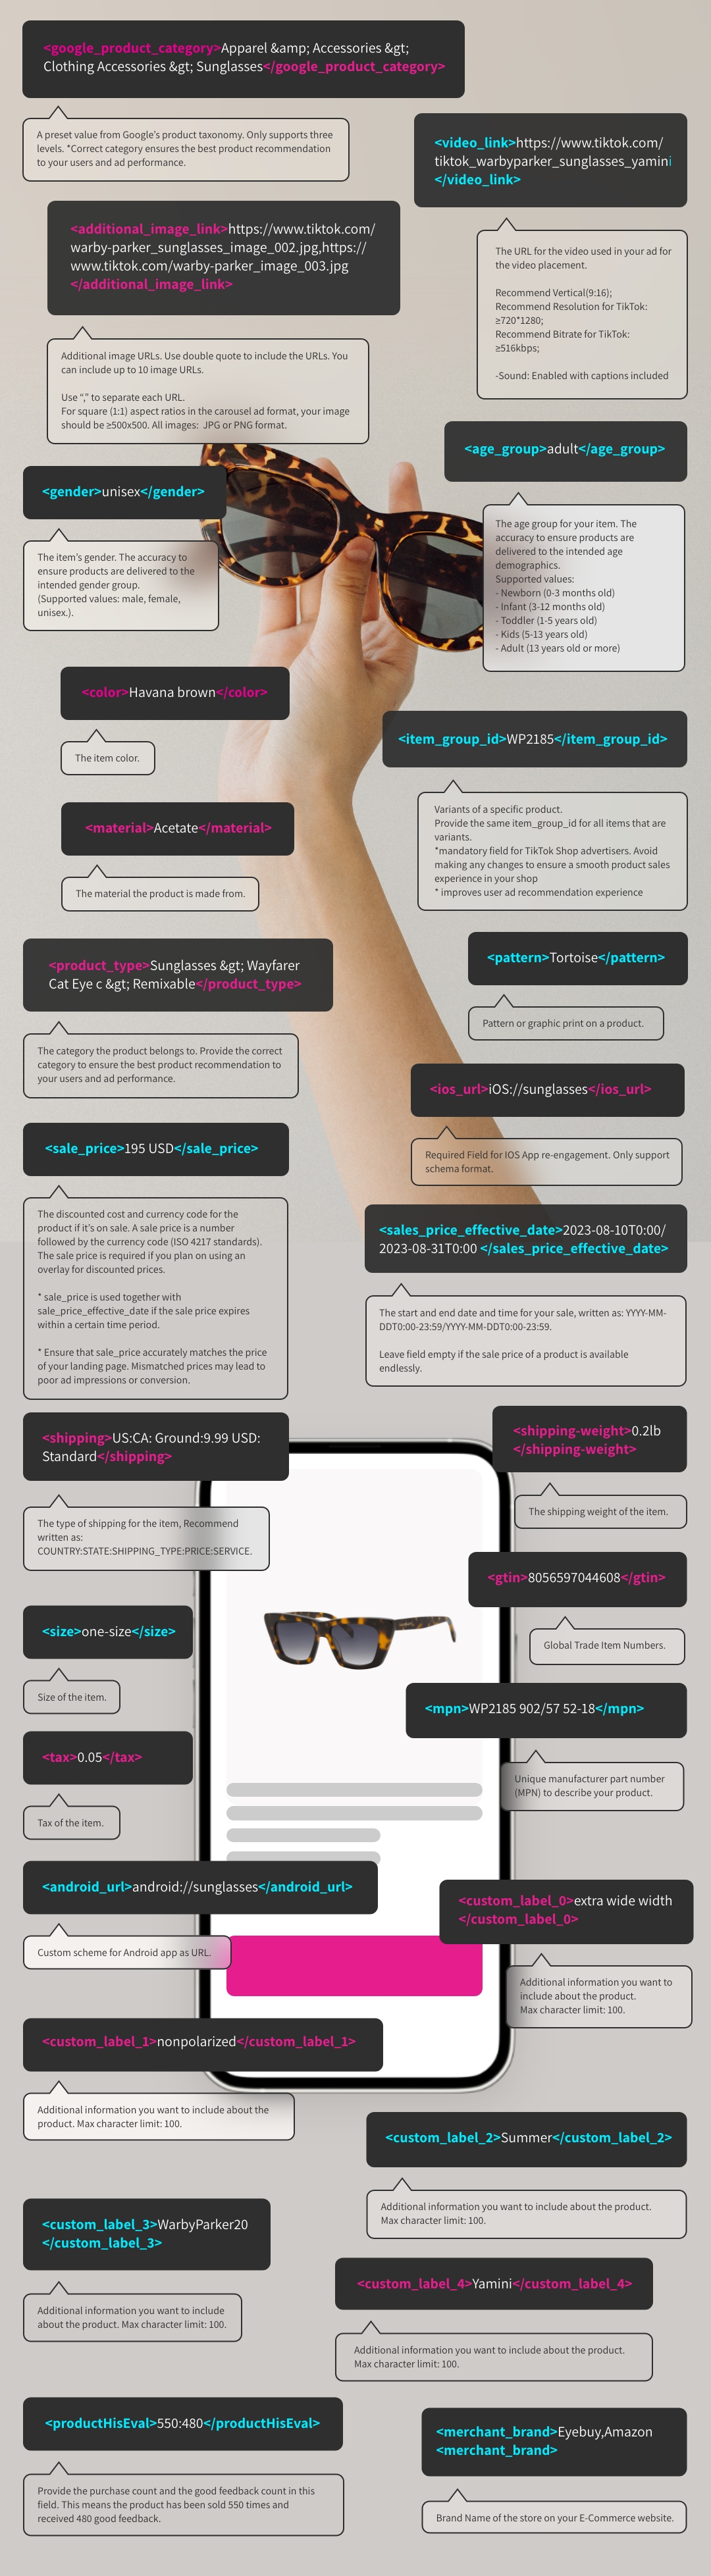 <google_product_category>Apparel &amp; Accessories &gt;
Clothing Accessories &gt; Sunglasses</google_product_category>
A preset value from Google's product taxonomy. Only supports three
levels. *Correct category ensures the best product recommendation
to your users and ad performance.
<video_link>https://www.tiktok.com/
tiktok_warbyparker_sunglasses_yamini
</video_link>
The URL for the video used in your ad for
the video placement.
Recommend Vertical(9:16);
Recommend Resolution for TikTok:
≥720*1280;
Recommend Bitrate for TikTok:
≥516kbps;
-Sound: Enabled with captions included
<additional_image_link>https://www.tiktok.com/
warby-parker_sunglasses_image_002.jpg,https://
www.tiktok.com/warby-parker_image_003.jpg
</additional_image_link>
Additional image URLs. Use double quote to include the URLs. You
can include up to 10 image URLs.
Use “,” to separate each URL.
For square (1:1) aspect ratios in the carousel ad format, your image
should be ≥500x500. All images: JPG or PNG format.
<age_group>adult</age_group>
The age group for your item. The
accuracy to ensure products are
delivered to the intended age
demographics.
Supported values:
- Newborn (0-3 months old)
- Infant (3-12 months old)
- Toddler (1-5 years old)
- Kids (5-13 years old)
- Adult (13 years old or more)
<gender>unisex</gender>
The item's gender. The accuracy to
ensure products are delivered to the
intended gender group.
(Supported values: male, female,
unisex.).
<color>Havana brown</color>
The item color.
<item_group_id>WP2185</item_group_id>
Variants of a specific product.
Provide the same item_group_id for all items that are
variants.
*mandatory field for TikTok Shop advertisers. Avoid
making any changes to ensure a smooth product sales
experience in your shop
* improves user ad recommendation experience
<material>Acetate</material>
The material the product is made from.
<product_type>Sunglasses &gt; Wayfarer
Cat Eye c &gt; Remixable</product_type>
The category the product belongs to. Provide the correct
category to ensure the best product recommendation to
your users and ad performance.
<pattern>Tortoise</pattern>
Pattern or graphic print on a product.
<ios_url>iOS://sunglasses</ios_url>
Required Field for IOS App re-engagement. Only support
schema format.
<sale_price>195 USD</sale_price>
The discounted cost and currency code for the
product if it's on sale. A sale price is a number
followed by the currency code (ISO 4217 standards).
The sale price is required if you plan on using an
overlay for discounted prices.
* sale_price is used together with
sale_price_effective_date if the sale price expires
within a certain time period.
* Ensure that sale_price accurately matches the price
of your landing page. Mismatched prices may lead to
poor ad impressions or conversion.
<sales_price_effective_date>2023-08-10T0:00/
2023-08-31T0:00 </sales_price_effective_date>
The start and end date and time for your sale, written as: YYYY-MM-
DDT0:00-23:59/YYYY-MM-DDT0:00-23:59.
Leave field empty if the sale price of a product is available
endlessly.
<shipping>US:CA: Ground:9.99 USD:
Standard</shipping>
The type of shipping for the item, Recommend
written as:
COUNTRY:STATE:SHIPPING_TYPE:PRICE:SERVICE.
<shipping-weight>0.2lb
</shipping-weight>
The shipping weight of the item.
<gtin>8056597044608</gtin>
Global Trade Item Numbers.
<size>one-size</size>
Size of the item.
<mpn>WP2185 902/57 52-18</mpn>
Unique manufacturer part number
(MPN) to describe your product.
<tax>0.05</tax>
Tax of the item.
<android_url>android://sunglasses</android_url>
Custom scheme for Android app as URL.
<custom_label_0>extra wide width
</custom_label_0>
Additional information you want to
include about the product.
Max character limit: 100.
<custom_label_1>nonpolarized</custom_label_1>
Additional information you want to include about the
product. Max character limit: 100.
<custom_label_2>Summer</custom_label_2>
Additional information you want to include about the product.
Max character limit: 100.
<custom_label_3>WarbyParker20
</custom_label_3>
Additional information you want to include
about the product. Max character limit: 100.
<custom_label_4>Yamini</custom_label_4>
Additional information you want to include about the product.
Max character limit: 100.
<productHisEval>550:480</productHisEval>
Provide the purchase count and the good feedback count in this
field. This means the product has been sold 550 times and
received 480 good feedback.
<merchant_brand>Eyebuy,Amazon
<merchant_brand>
Brand Name of the store on your E-Commerce website.